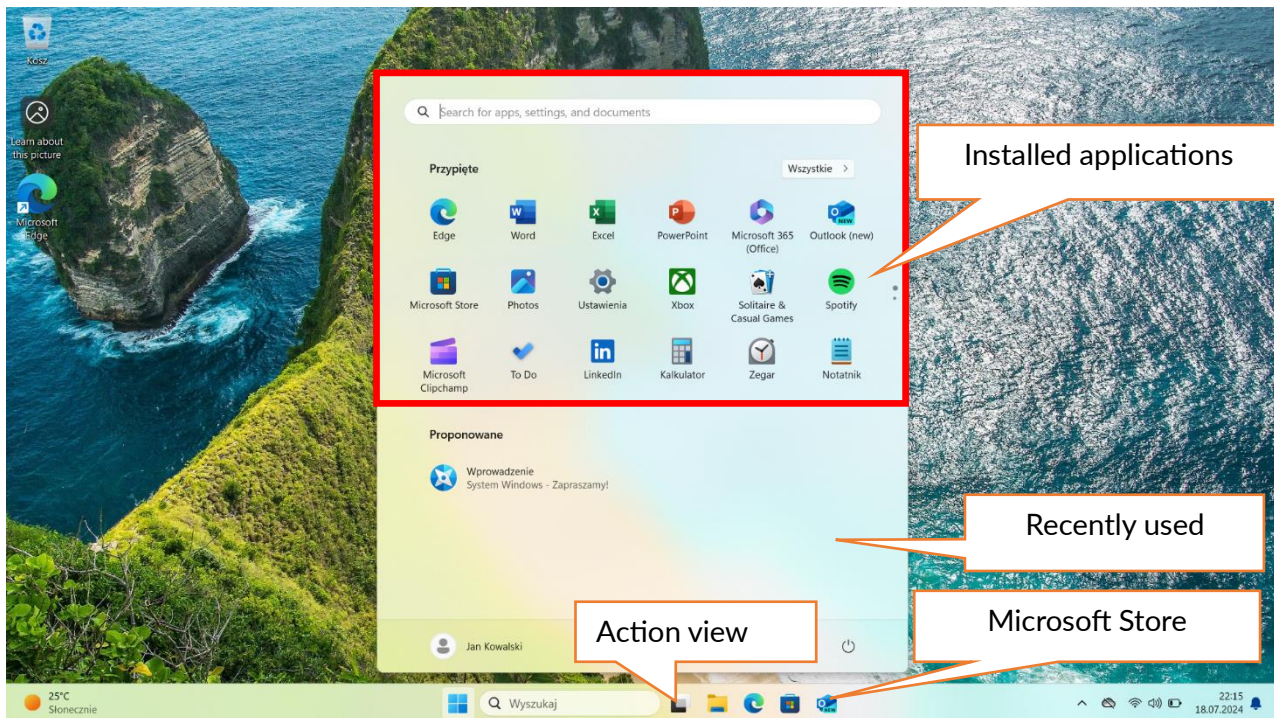 Kosz
Learn about
this picture
Microsoft
Edge
Search for apps, settings, and documents
Przypięte
Wszystkie >
Edge
Word
Excel
PowerPoint
Microsoft 365
(Office)
Outlook (new)
Microsoft Store
Photos
Ustawienia
Xbox
Solitaire &
Casual Games
Spotify
Microsoft
Clipchamp
To Do
LinkedIn
Kalkulator
Zegar
Notatnik
Proponowane
Wprowadzenie
System Windows - Zapraszamy!
Jan Kowalski
Installed applications
Recently used
Action view
Microsoft Store
25°C
Słonecznie
Wyszukaj
NEW
22:15
18.07.2024